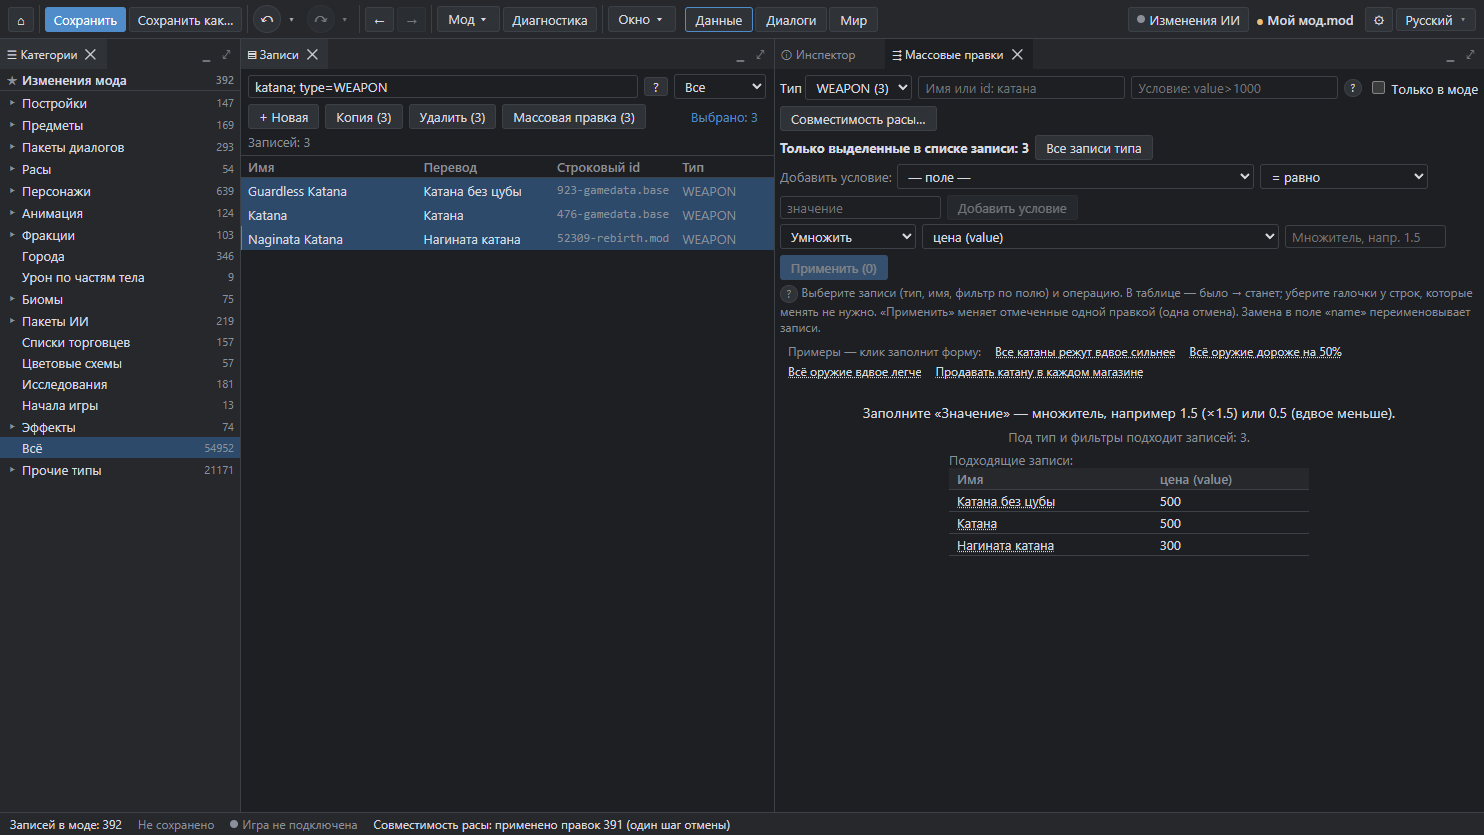 Сохранить Сохранить как... Мод Диагностика Окно Данные Диалоги Мир Изменения ИИ Мой мод.mod Русский
Категории
Изменения мода 392
Постройки 147
Предметы 169
Пакеты диалогов 293
Расы 54
Персонажи 639
Анимация 124
Фракции 103
Города 346
Урон по частям тела 9
Биомы 75
Пакеты ИИ 219
Списки торговцев 157
Цветовые схемы 57
Исследования 181
Начала игры 13
Эффекты 74
Всё 54952
Прочие типы 21171
Записи
katana; type=WEAPON ? Все
+ Новая Копия (3) Удалить (3) Массовая правка (3) Выбрано: 3
Записей: 3
Имя Перевод Строковый id Тип
Guardless Katana Катана без цубы 923-gamedata.base WEAPON
Katana Катана 476-gamedata.base WEAPON
Naginata Katana Нагината катана 52309-rebirth.mod WEAPON
Инспектор Массовые правки
Тип WEAPON (3) Имя или id: катана Условие: value>1000 ? Только в моде
Совместимость расы...
Только выделенные в списке записи: 3 Все записи типа
Добавить условие: — поле — = равно
значение Добавить условие
Умножить цена (value) Множитель, напр. 1.5
Применить (0)
? Выберите записи (тип, имя, фильтр по полю) и операцию. В таблице — было → станет; уберите галочки у строк, которые
менять не нужно. «Применить» меняет отмеченные одной правкой (одна отмена). Замена в поле «name» переименовывает
записи.
Примеры — клик заполнит форму: Все катаны режут вдвое сильнее Всё оружие дороже на 50%
Всё оружие вдвое легче Продавать катану в каждом магазине
Заполните «Значение» — множитель, например 1.5 (×1.5) или 0.5 (вдвое меньше).
Под тип и фильтры подходит записей: 3.
Подходящие записи:
Имя цена (value)
Катана без цубы 500
Катана 500
Нагината катана 300
Записей в моде: 392 Не сохранено Игра не подключена Совместимость расы: применено правок 391 (один шаг отмены)